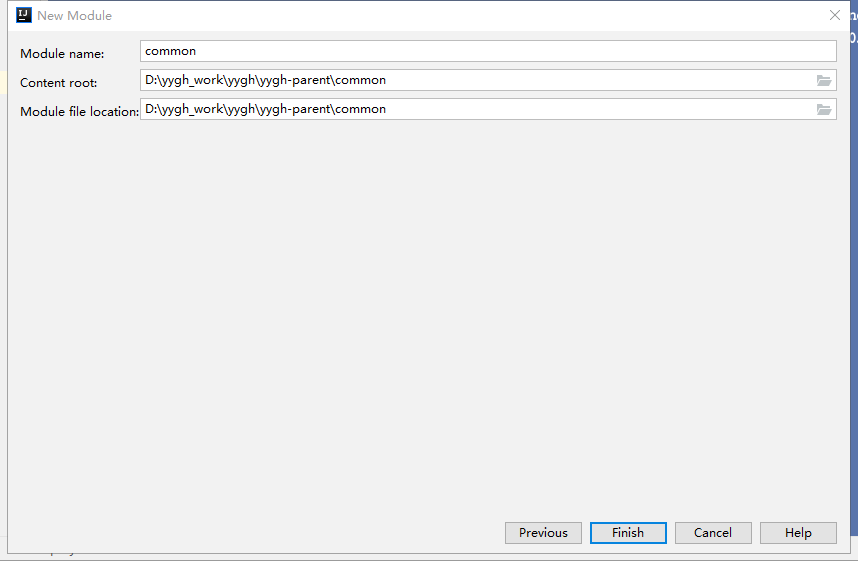 New Module
Module name: common
Content root: D:\yygh_work\yygh\yygh-parent\common
Module file location: D:\yygh_work\yygh\yygh-parent\common
Previous Finish Cancel Help